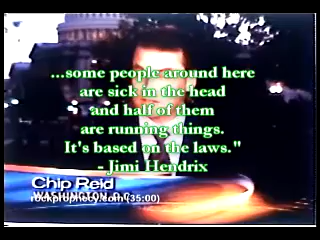 ...some people around here
are sick in the head
and half of them
are running things.
It's based on the laws."
- Jimi Hendrix
Chip Reid
WASHINGTON D.C.
rockprophecy.com (35:00)